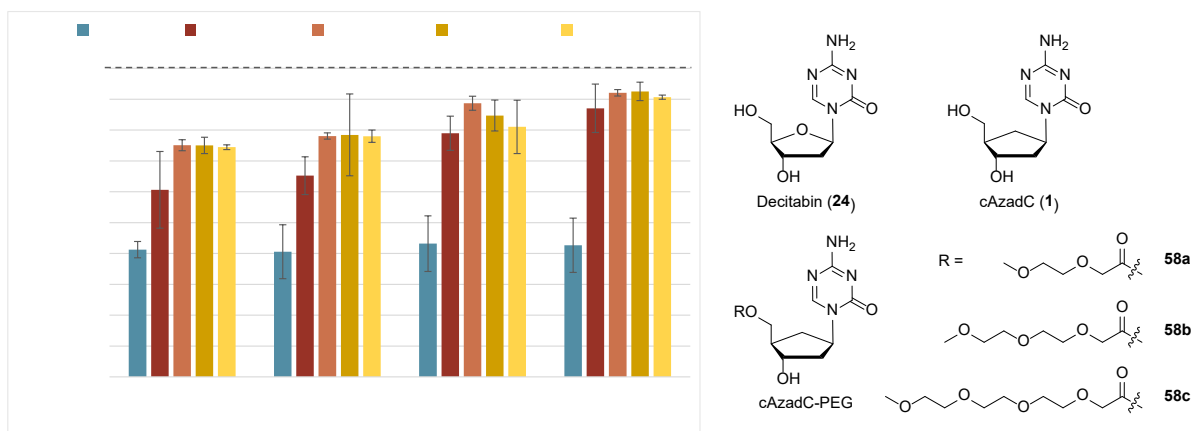 NH₂
N
N
N
O
HO
O
OH
Decitabin (24)
NH₂
N
N
N
O
HO
OH
cAzadC (1)
NH₂
N
N
N
O
RO
OH
cAzadC-PEG
R =
O
O
O
58a
O
O
O
O
58b
O
O
O
O
O
58c